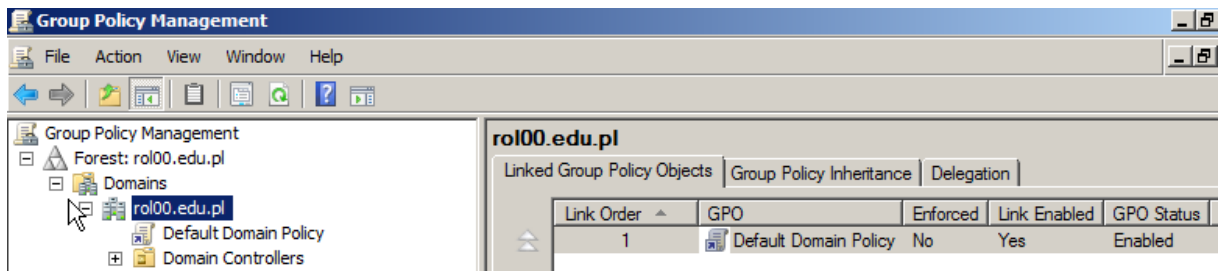 Group Policy Management
File Action View Window Help
Group Policy Management
Forest: rol00.edu.pl
Domains
rol00.edu.pl
Default Domain Policy
Domain Controllers
rol00.edu.pl
Linked Group Policy Objects Group Policy Inheritance Delegation
Link Order GPO Enforced Link Enabled GPO Status
1 Default Domain Policy No Yes Enabled